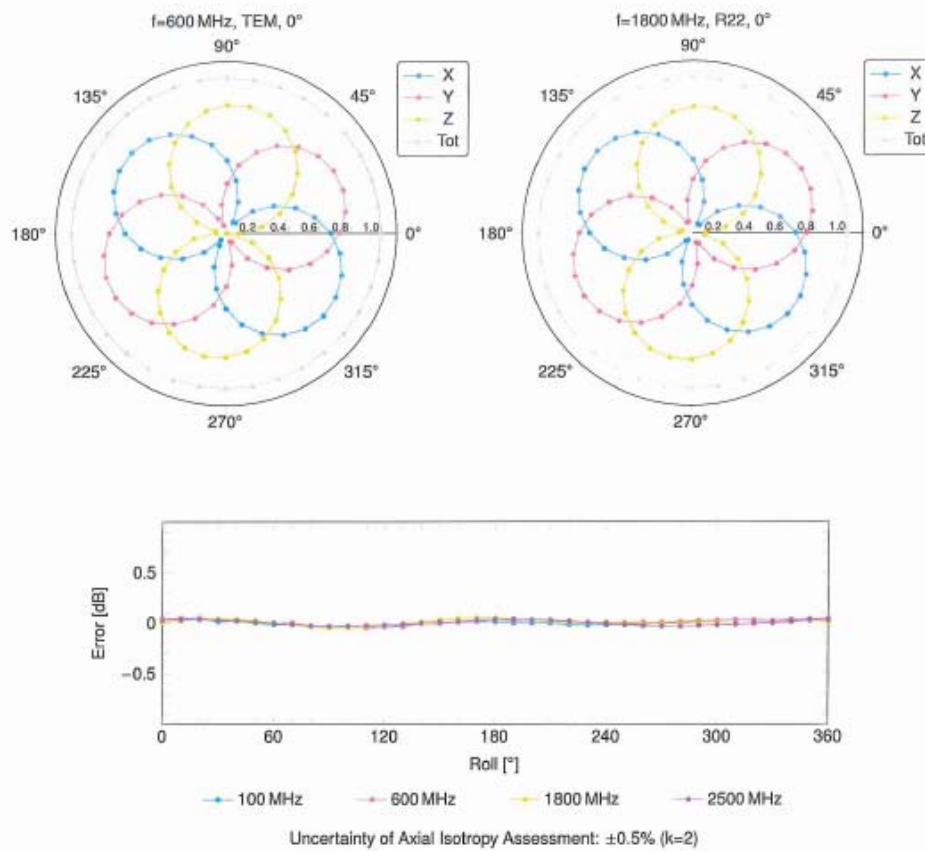 f=600 MHz, TEM, 0°
90°
135°
45°
X
Y
Z
Tot
180°
0.2 0.4 0.6 0.8 1.0
0°
225°
315°
270°
f=1800 MHz, R22, 0°
90°
135°
45°
X
Y
Z
Tot
180°
0.2 0.4 0.6 0.8 1.0
0°
225°
315°
270°
Error [dB]
0.5
0
−0.5
0 60 120 180 240 300 360
Roll [°]
100 MHz 600 MHz 1800 MHz 2500 MHz
Uncertainty of Axial Isotropy Assessment: ±0.5% (k=2)